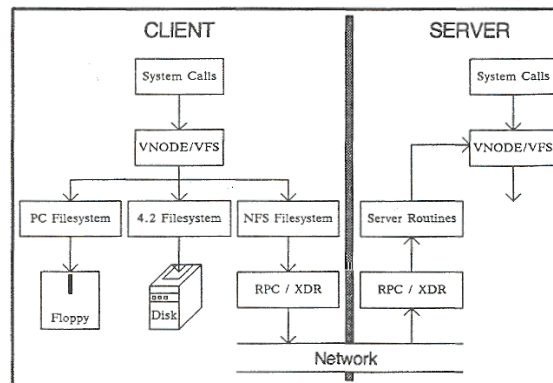 CLIENT
SERVER
System Calls
System Calls
VNODE/VFS
VNODE/VFS
PC Filesystem
4.2 Filesystem
NFS Filesystem
Server Routines
Floppy
Disk
RPC / XDR
RPC / XDR
Network